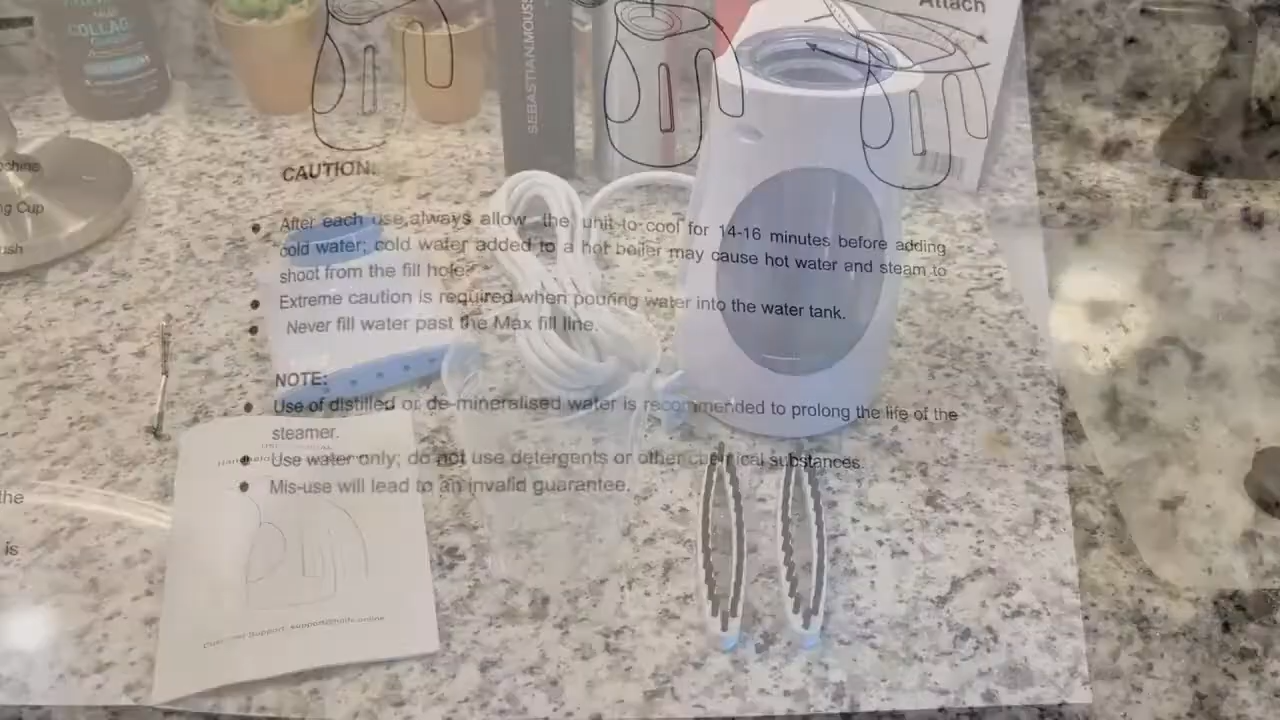 COLLAG
SEBASTIAN.MOUSS
Attach
chine
ng Cup
ush
CAUTION:
After each use, always allow the unit to cool for 14-16 minutes before adding
cold water; cold water added to a hot boiler may cause hot water and steam to
shoot from the fill hole.
Extreme caution is required when pouring water into the water tank.
Never fill water past the Max fill line.
NOTE:
Use of distilled or de-mineralised water is recommended to prolong the life of the
steamer.
Use water only; do not use detergents or other chemical substances.
Mis-use will lead to an invalid guarantee.
the
is